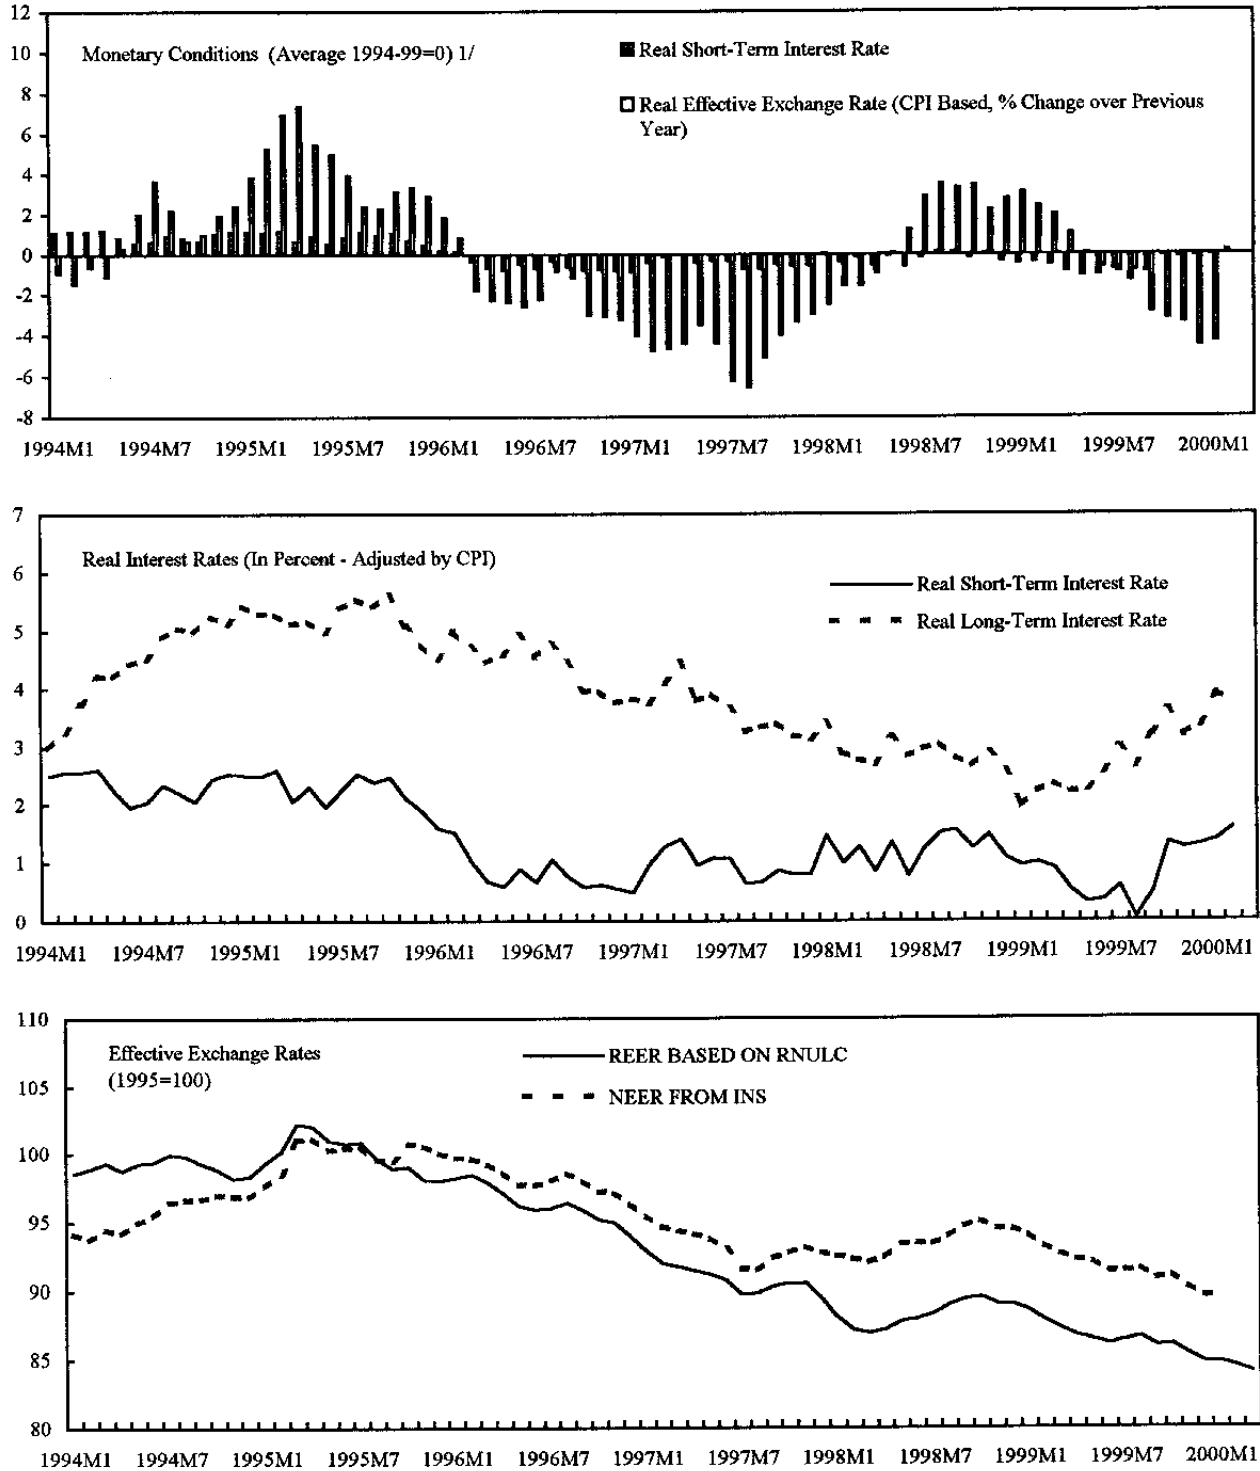 12
10
8
6
4
2
0
-2
-4
-6
-8
Monetary Conditions (Average 1994-99=0) 1/
Real Short-Term Interest Rate
Real Effective Exchange Rate (CPI Based, % Change over Previous
Year)
1994M1 1994M7 1995M1 1995M7 1996M1 1996M7 1997M1 1997M7 1998M1 1998M7 1999M1 1999M7 2000M1
7
6
5
4
3
2
1
0
Real Interest Rates (In Percent - Adjusted by CPI)
Real Short-Term Interest Rate
Real Long-Term Interest Rate
1994M1 1994M7 1995M1 1995M7 1996M1 1996M7 1997M1 1997M7 1998M1 1998M7 1999M1 1999M7 2000M1
110
105
100
95
90
85
80
Effective Exchange Rates
(1995=100)
REER BASED ON RNULC
NEER FROM INS
1994M1 1994M7 1995M1 1995M7 1996M1 1996M7 1997M1 1997M7 1998M1 1998M7 1999M1 1999M7 2000M1